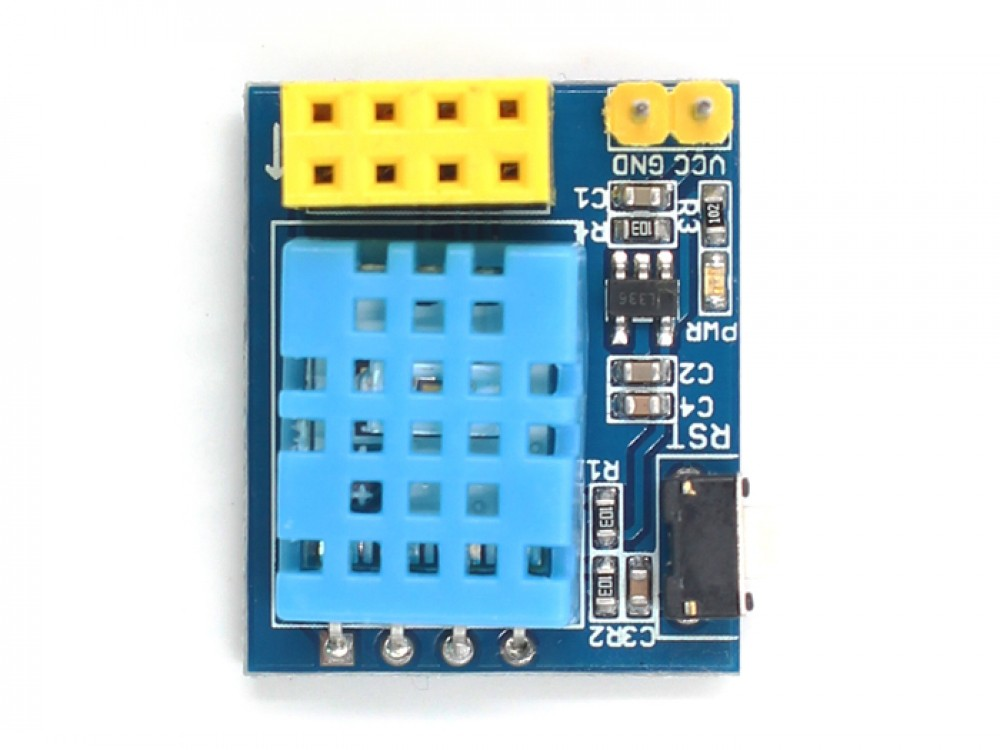 VCC GND
C1
R3
102
R4
103
L336
PWR
C2
C4
RST
R1
103
103
C3R2